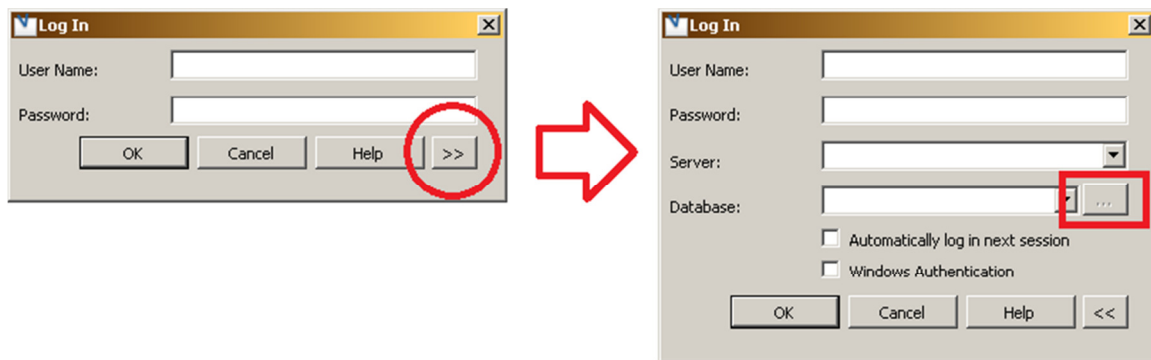 Log In
User Name:
Password:
OK Cancel Help >>
Log In
User Name:
Password:
Server:
Database: ...
Automatically log in next session
Windows Authentication
OK Cancel Help <<